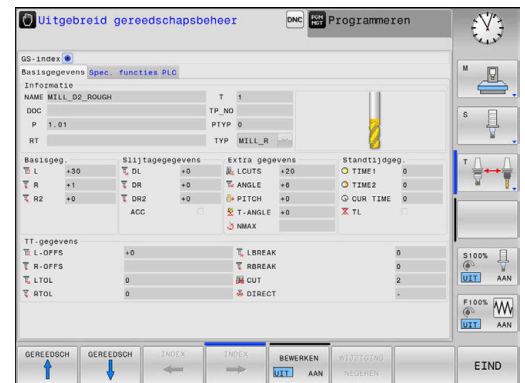 Uitgebreid gereedschapsbeheer
DNC
PGM MGT
Programmeren
GS-index
Basisgegevens Spec. functies PLC
Informatie
NAME MILL_D2_ROUGH T 1
DOC TP_NO
P 1.01 PTYP 0
RT TYP MILL_R
Basisgeg. Slijtagegegevens Extra gegevens Standtijdgeg.
L +30 DL +0 LCUTS +20 TIME1 0
R +1 DR +0 ANGLE +6 TIME2 0
R2 +0 DR2 +0 PITCH +0 CUR TIME 0
ACC T-ANGLE +0 TL
NMAX
TT-gegevens
L-OFFS +0 LBREAK 0
R-OFFS RBREAK 0
LTOL 0 CUT 2
RTOL 0 DIRECT -
M
S
T
S100%
UIT AAN
F100%
UIT AAN
GEREEDSCH GEREEDSCH INDEX INDEX BEWERKEN WIJZIGING EIND
UIT AAN NEGEREN